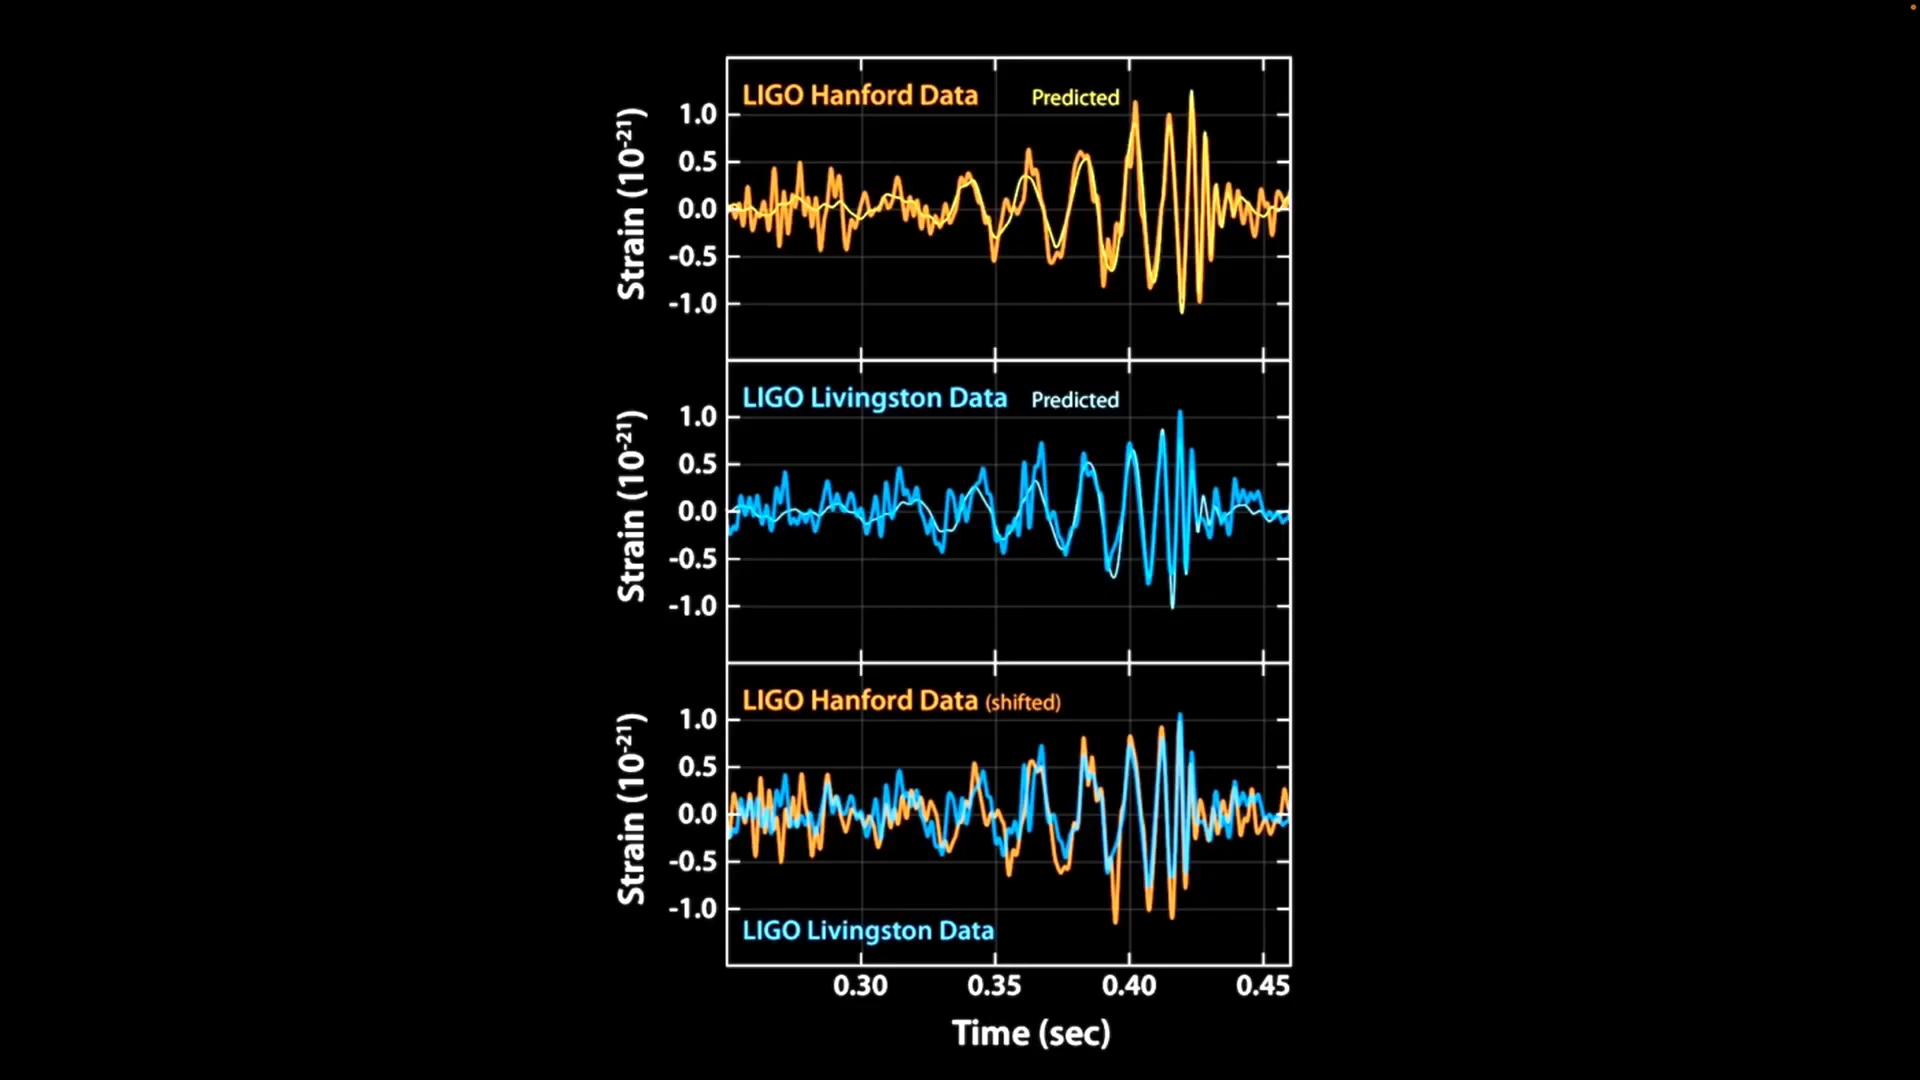 LIGO Hanford Data Predicted
Strain (10⁻²¹)
1.0
0.5
0.0
-0.5
-1.0
LIGO Livingston Data Predicted
Strain (10⁻²¹)
1.0
0.5
0.0
-0.5
-1.0
LIGO Hanford Data (shifted)
Strain (10⁻²¹)
1.0
0.5
0.0
-0.5
-1.0
LIGO Livingston Data
0.30 0.35 0.40 0.45
Time (sec)